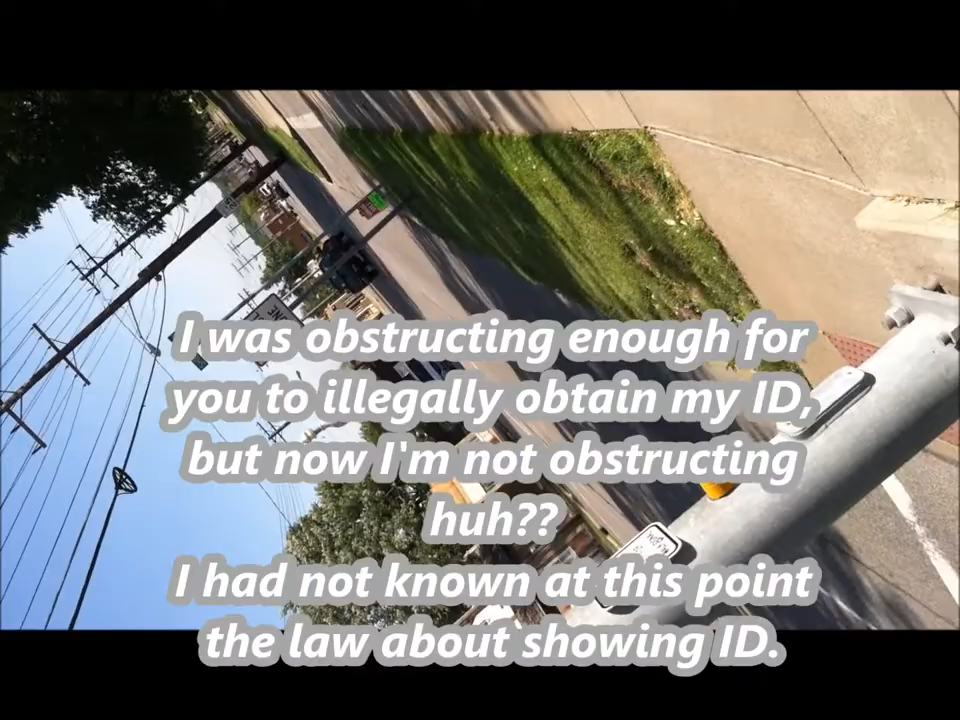 I was obstructing enough for
you to illegally obtain my ID,
but now I'm not obstructing
huh??
I had not known at this point
the law about showing ID.